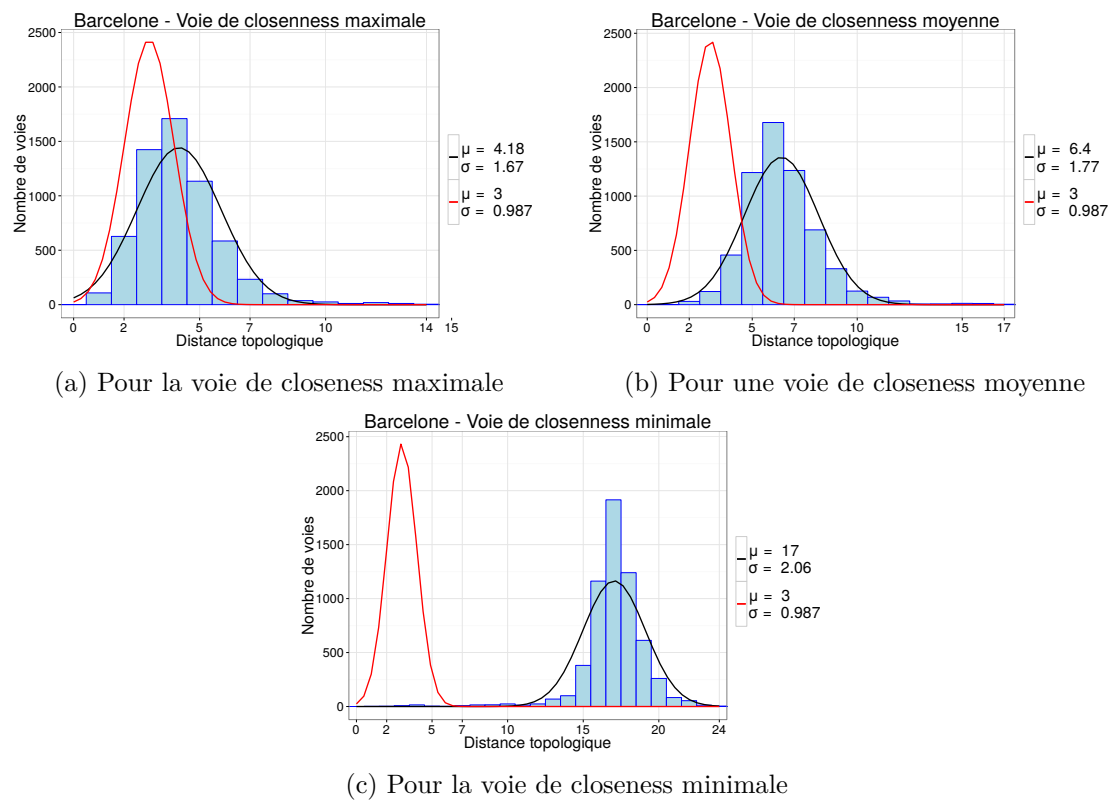 Barcelone - Voie de closenness maximale
2500
2000
1500
1000
500
0
Nombre de voies
0 2 5 7 10 14 15
Distance topologique
μ = 4.18
σ = 1.67
μ = 3
σ = 0.987
(a) Pour la voie de closeness maximale
Barcelone - Voie de closenness moyenne
2500
2000
1500
1000
500
0
Nombre de voies
0 2 5 7 10 15 17
Distance topologique
μ = 6.4
σ = 1.77
μ = 3
σ = 0.987
(b) Pour une voie de closeness moyenne
Barcelone - Voie de closenness minimale
2500
2000
1500
1000
500
0
Nombre de voies
0 2 5 7 10 15 20 24
Distance topologique
μ = 17
σ = 2.06
μ = 3
σ = 0.987
(c) Pour la voie de closeness minimale